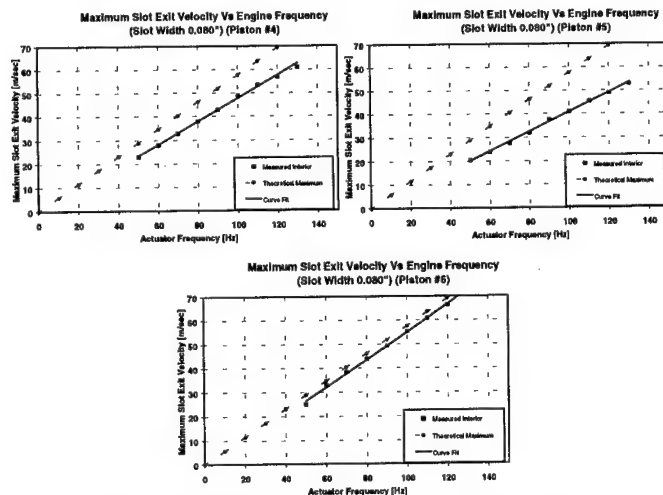 Maximum Slot Exit Velocity Vs Engine Frequency
(Slot Width 0.080") (Piston #4)
Maximum Slot Exit Velocity [m/sec]
70
60
50
40
30
20
10
0
0 20 40 60 80 100 120 140
Actuator Frequency [Hz]
Measured Interior
Theoretical Maximum
Curve Fit
Maximum Slot Exit Velocity Vs Engine Frequency
(Slot Width 0.080") (Piston #5)
Maximum Slot Exit Velocity [m/sec]
70
60
50
40
30
20
10
0
0 20 40 60 80 100 120 140
Actuator Frequency [Hz]
Measured Interior
Theoretical Maximum
Curve Fit
Maximum Slot Exit Velocity Vs Engine Frequency
(Slot Width 0.080") (Piston #6)
Maximum Slot Exit Velocity [m/sec]
70
60
50
40
30
20
10
0
0 20 40 60 80 100 120 140
Actuator Frequency [Hz]
Measured Interior
Theoretical Maximum
Curve Fit